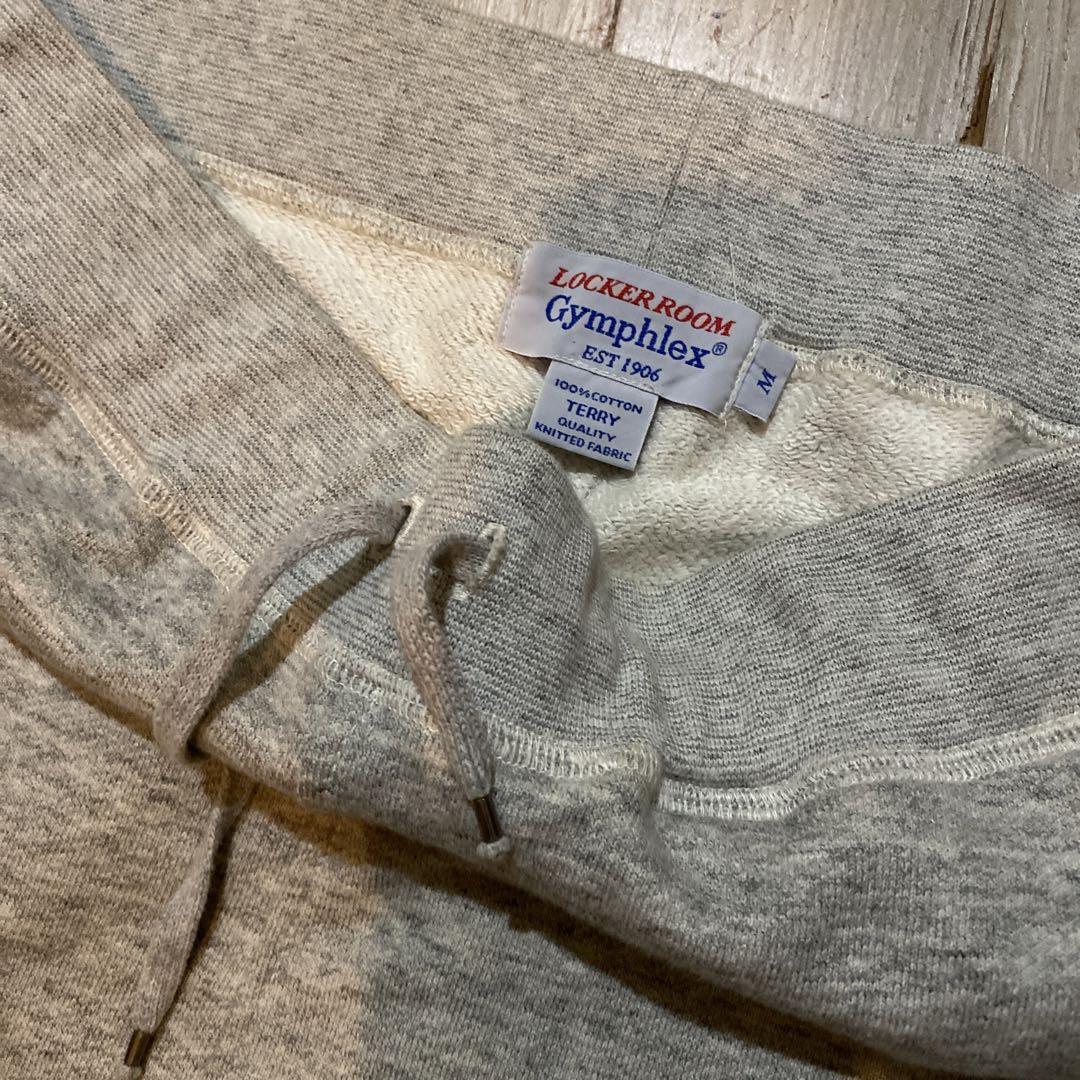 LOCKER ROOM
Gymphlex®
EST 1906
M
100% COTTON
TERRY
QUALITY
KNITTED FABRIC